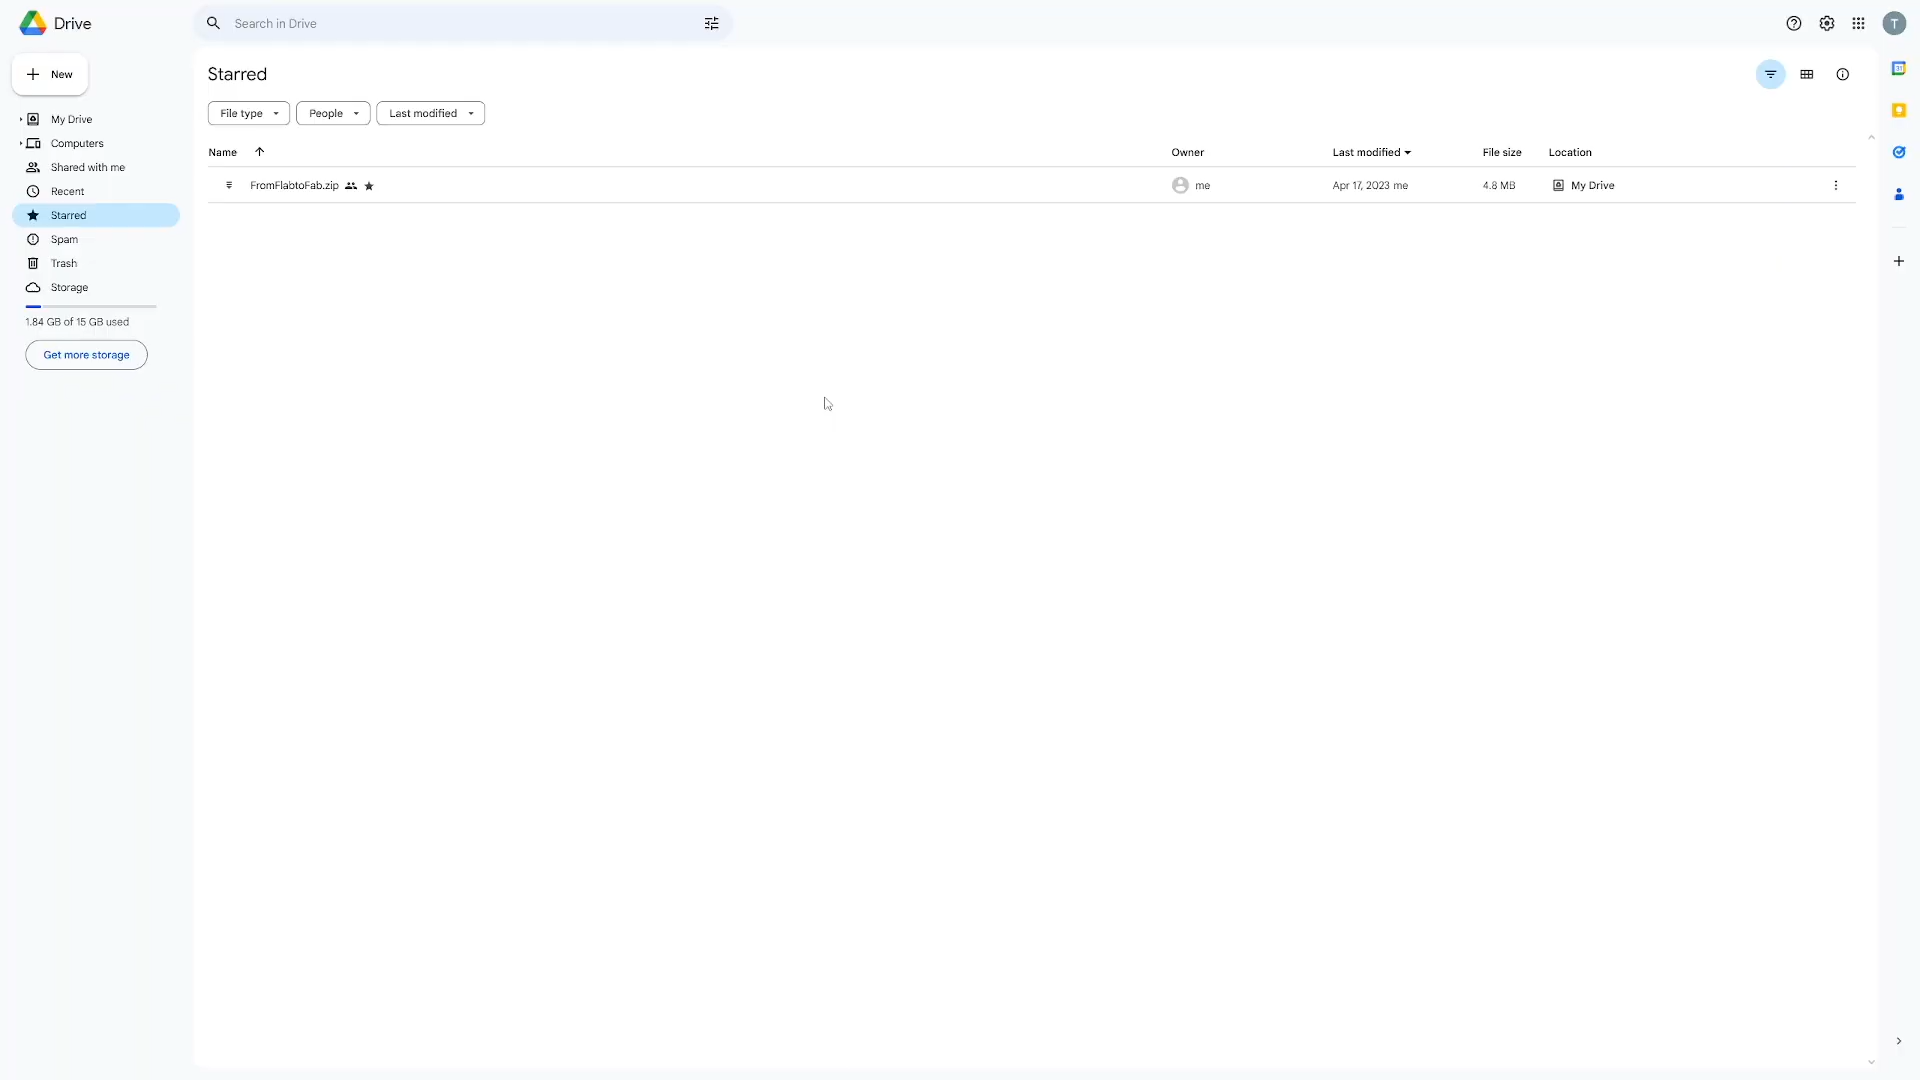 Drive
Search in Drive
T
New
My Drive
Computers
Shared with me
Recent
Starred
Spam
Trash
Storage
1.84 GB of 15 GB used
Get more storage
Starred
File type People Last modified
Name Owner Last modified File size Location
FromFlabtoFab.zip me Apr 17, 2023 me 4.8 MB My Drive
31